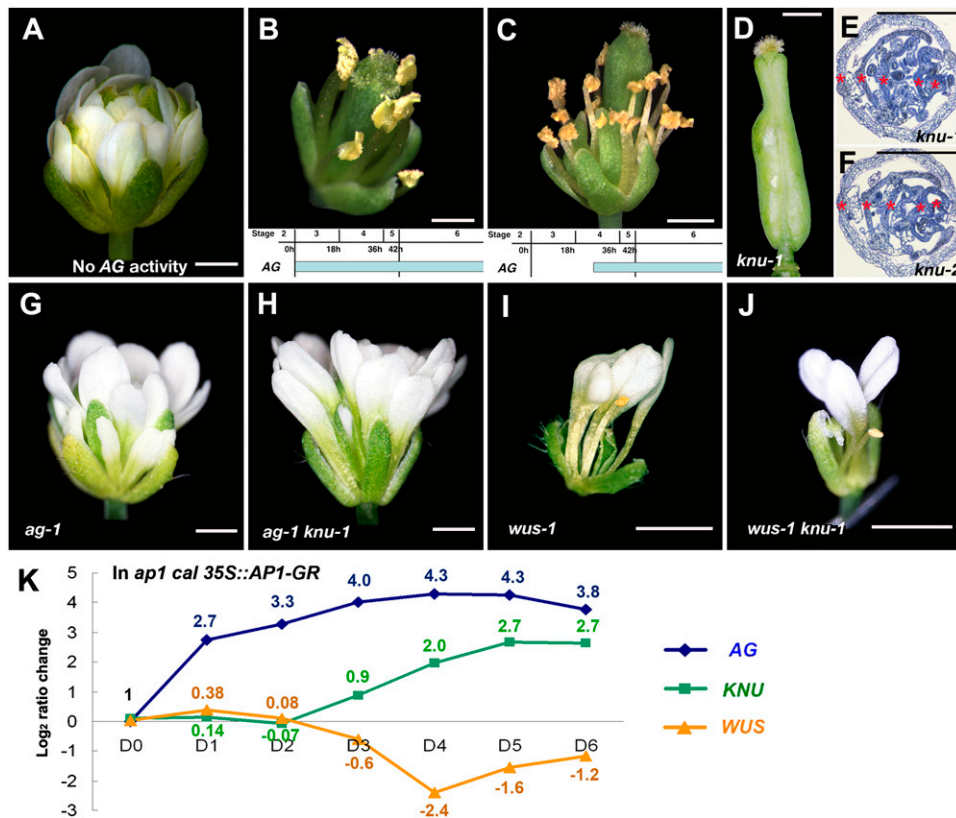 A
No AG activity
B
Stage 2 3 4 5 6
0h 18h 36h 42h
AG
C
Stage 2 3 4 5 6
0h 18h 36h 42h
AG
D
knu-1
E
F
G
ag-1
H
ag-1 knu-1
I
wus-1
J
wus-1 knu-1
K
In ap1 cal 35S::AP1-GR
Log2 ratio change
5
4
3
2
1
0
-1
-2
-3
1
2.7
3.3
4.0
4.3
4.3
3.8
0.38
0.08
0.9
2.0
2.7
2.7
0.14
-0.07
D0 D1 D2 D3 D4 D5 D6
-0.6
-2.4
-1.6
-1.2
AG
KNU
WUS